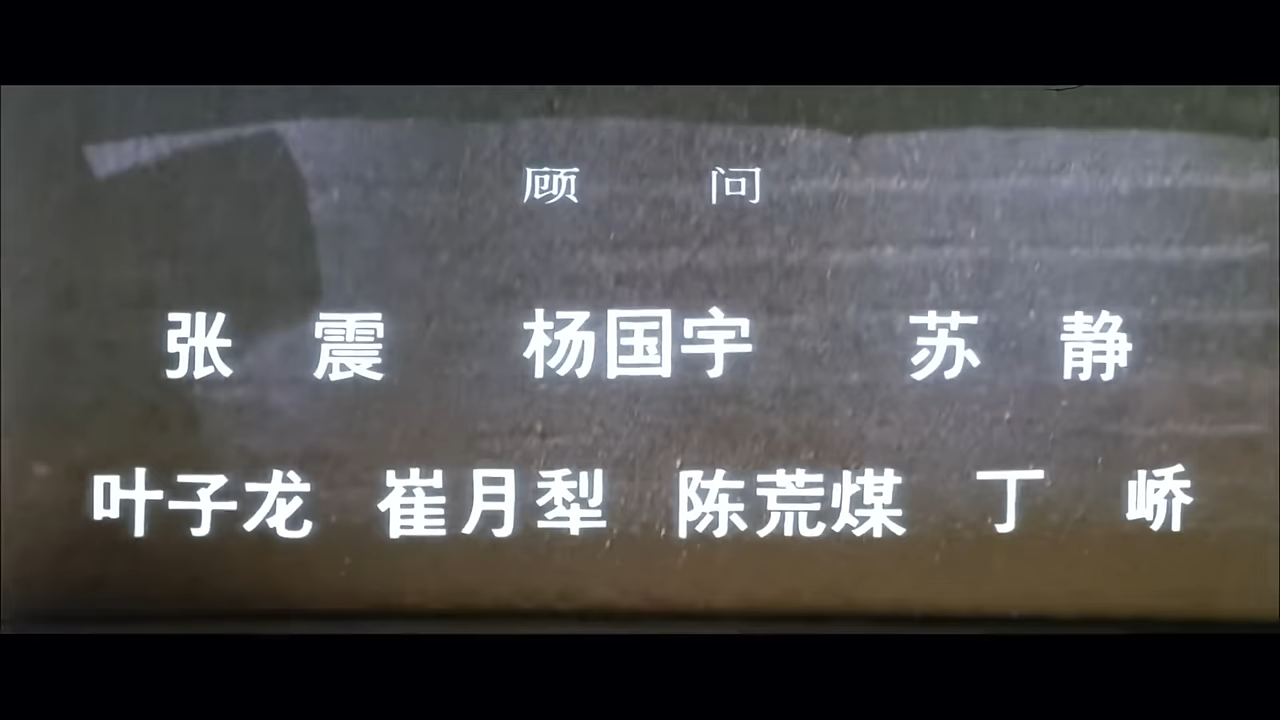 顾 问
张 震 杨国宇 苏 静
叶子龙 崔月犁 陈荒煤 丁 峤